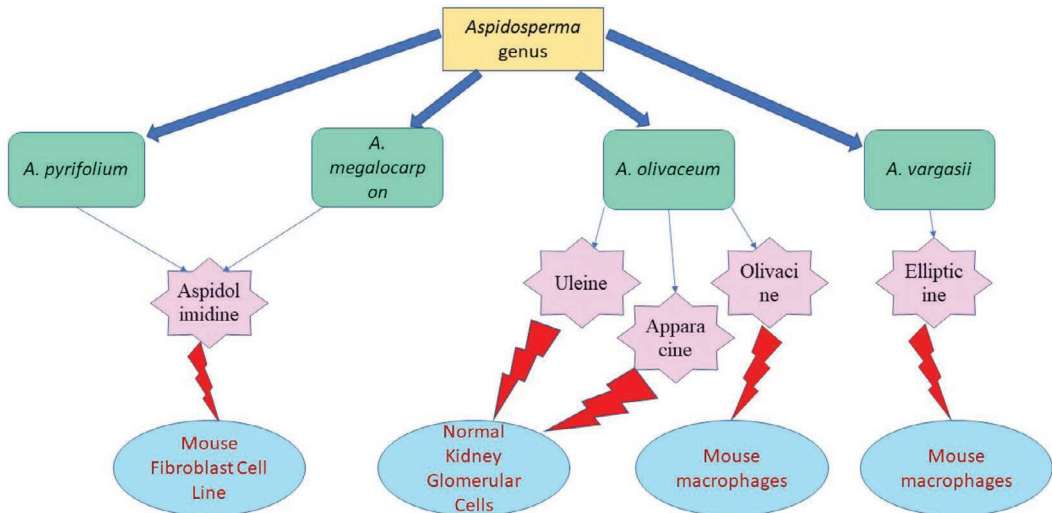 Aspidosperma
genus
A. pyrifolium
A.
megalocarp
on
A. olivaceum
A. vargasii
Aspidol
imidine
Uleine
Appara
cine
Olivaci
ne
Elliptic
ine
Mouse
Fibroblast Cell
Line
Normal
Kidney
Glomerular
Cells
Mouse
macrophages
Mouse
macrophages